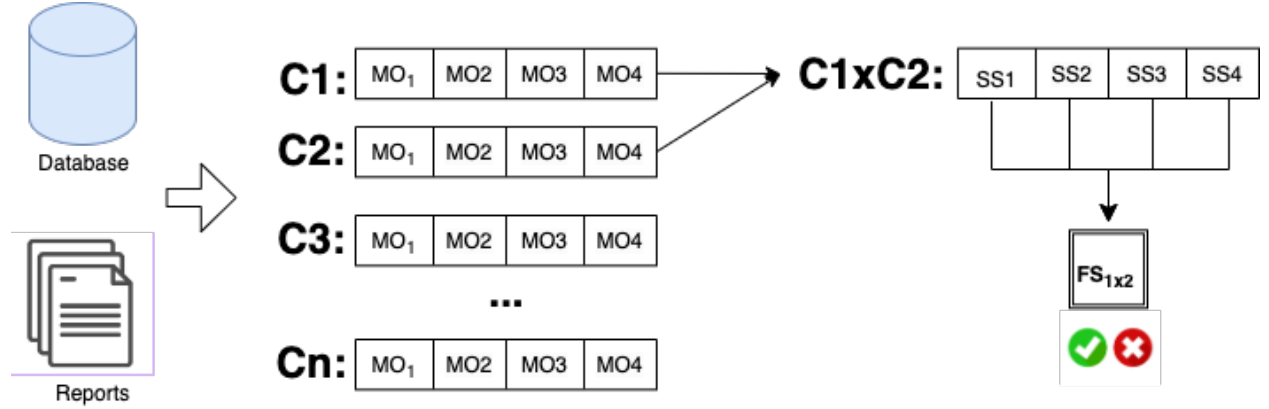 Database
Reports
C1: MO₁ MO2 MO3 MO4
C2: MO₁ MO2 MO3 MO4
C3: MO₁ MO2 MO3 MO4
...
Cn: MO₁ MO2 MO3 MO4
C1xC2: SS1 SS2 SS3 SS4
FS₁ₓ₂